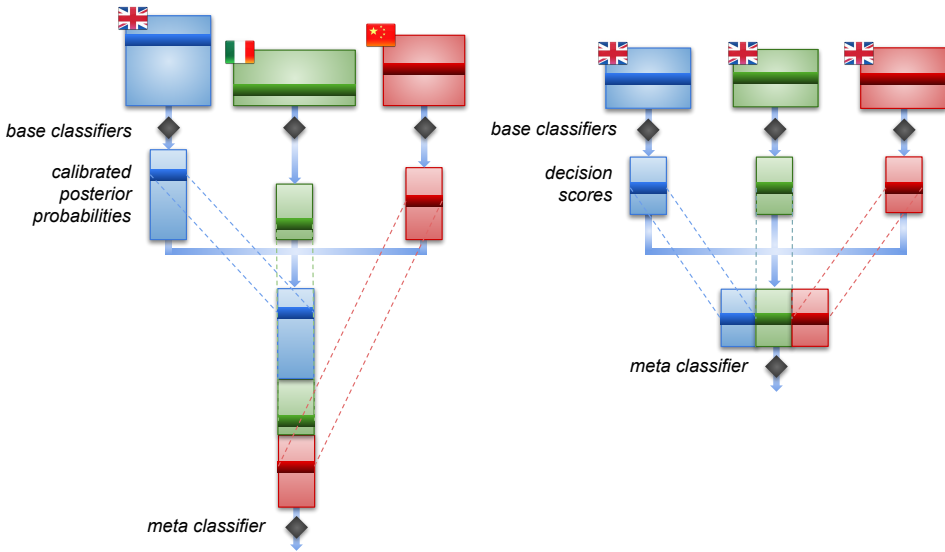 base classifiers
calibrated
posterior
probabilities
meta classifier
base classifiers
decision
scores
meta classifier